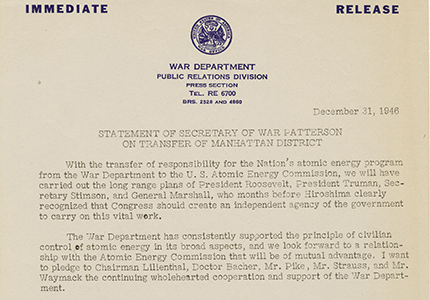 IMMEDIATE RELEASE
WAR DEPARTMENT
PUBLIC RELATIONS DIVISION
PRESS SECTION
TEL. RE 6700
BRS. 2528 AND 4860
December 31, 1946
STATEMENT OF SECRETARY OF WAR PATTERSON
ON TRANSFER OF MANHATTAN DISTRICT
With the transfer of responsibility for the Nation's atomic energy program
from the War Department to the U. S. Atomic Energy Commission, we will have
carried out the long range plans of President Roosevelt, President Truman, Sec-
retary Stimson, and General Marshall, who months before Hiroshima clearly
recognized that Congress should create an independent agency of the government
to carry on this vital work.
The War Department has consistently supported the principle of civilian
control of atomic energy in its broad aspects, and we look forward to a relation-
ship with the Atomic Energy Commission that will be of mutual advantage. I want
to pledge to Chairman Lilienthal, Doctor Bacher, Mr. Pike, Mr. Strauss, and Mr.
Waymack the continuing wholehearted cooperation and support of the War Depart-
ment.